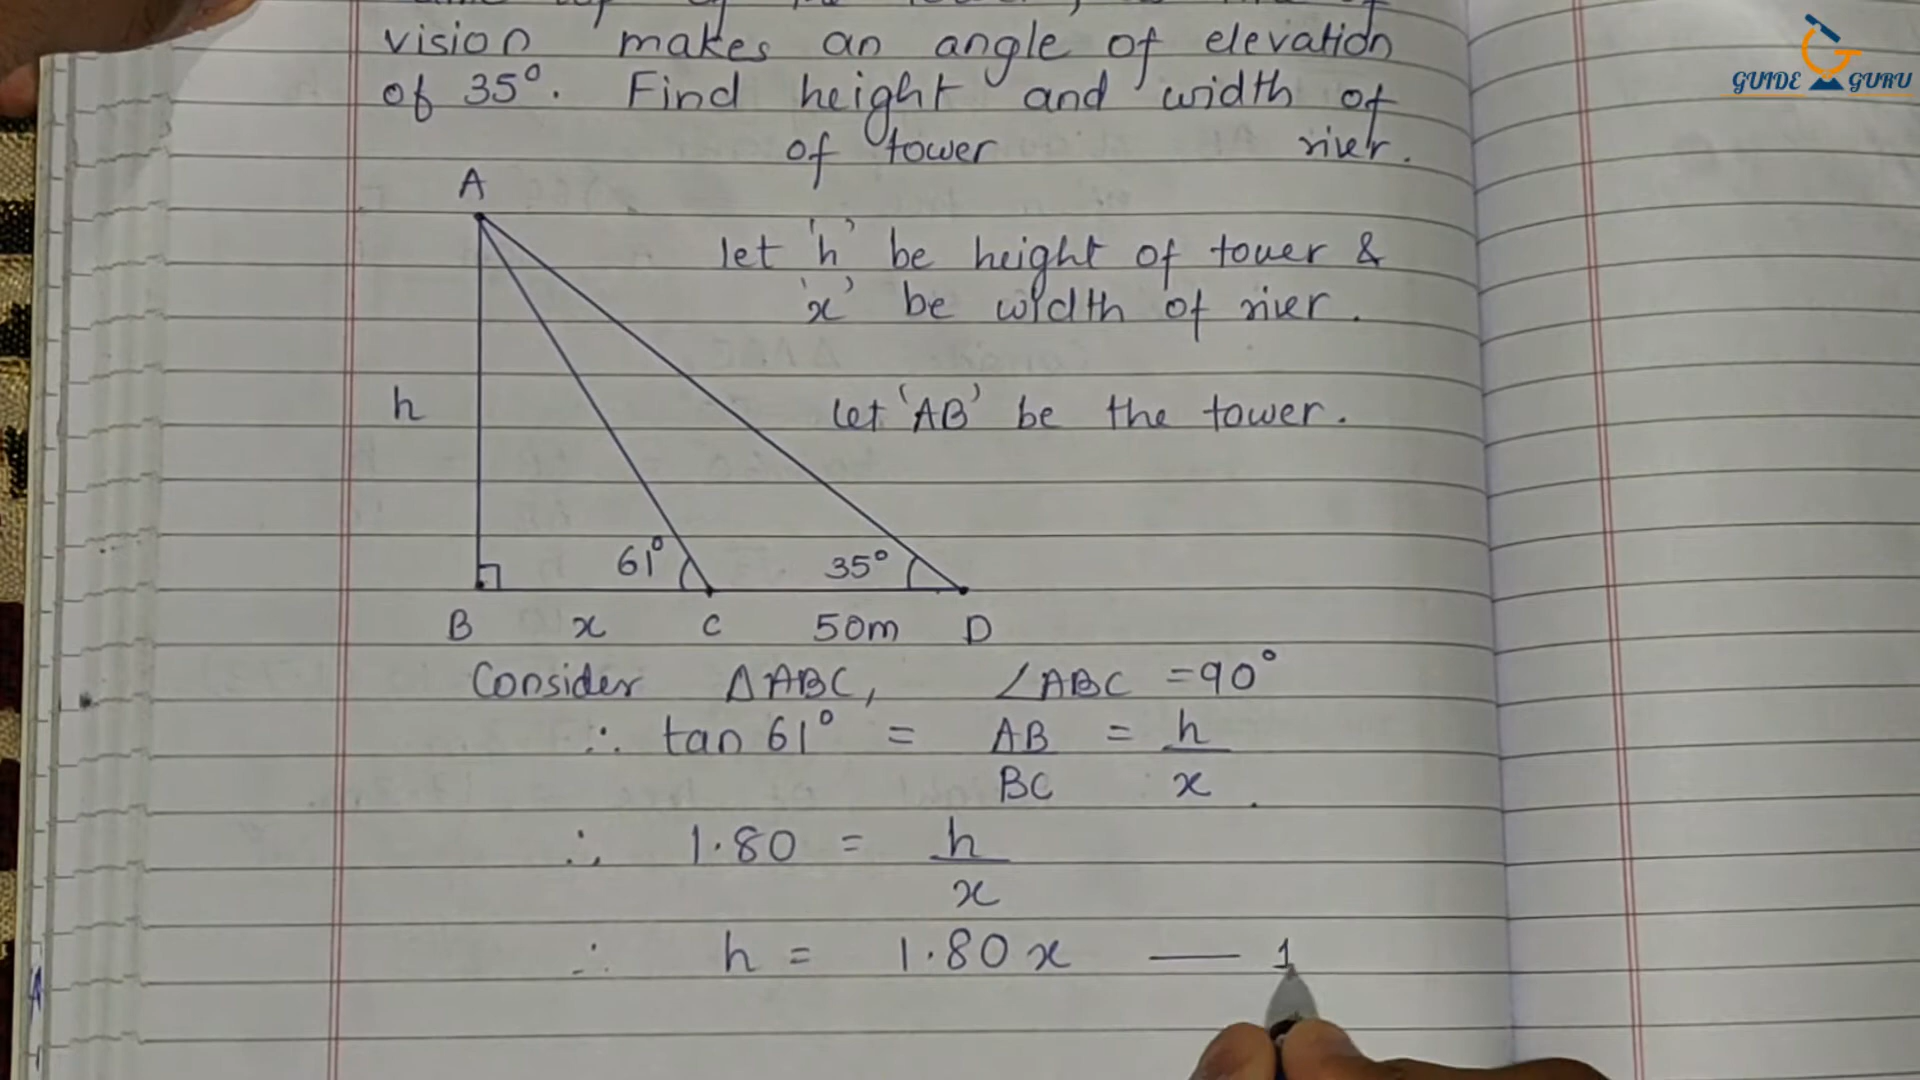 vision makes an angle of elevation
of 35°. Find height and width of
of tower river.
GUIDE GURU
A
let 'h' be height of tower &
'x' be width of river.
h
let 'AB' be the tower.
61° 35°
B x C 50m D
Consider △ABC, ∠ABC = 90°
∴ tan 61° = AB = h
BC x
∴ 1.80 = h
x
∴ h = 1.80x — 1